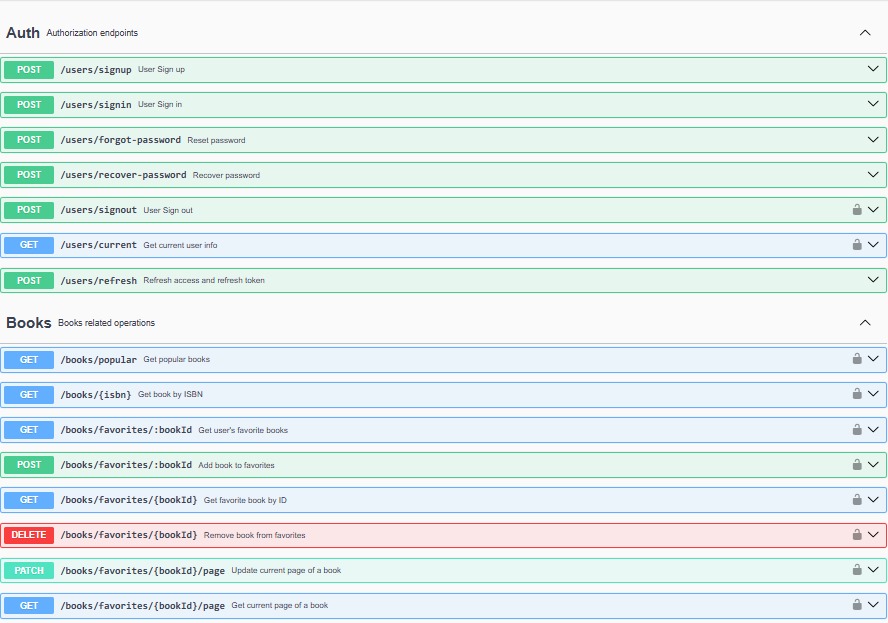 Auth Authorization endpoints
POST /users/signup User Sign up
POST /users/signin User Sign in
POST /users/forgot-password Reset password
POST /users/recover-password Recover password
POST /users/signout User Sign out
GET /users/current Get current user info
POST /users/refresh Refresh access and refresh token
Books Books related operations
GET /books/popular Get popular books
GET /books/{isbn} Get book by ISBN
GET /books/favorites/:bookId Get user's favorite books
POST /books/favorites/:bookId Add book to favorites
GET /books/favorites/{bookId} Get favorite book by ID
DELETE /books/favorites/{bookId} Remove book from favorites
PATCH /books/favorites/{bookId}/page Update current page of a book
GET /books/favorites/{bookId}/page Get current page of a book